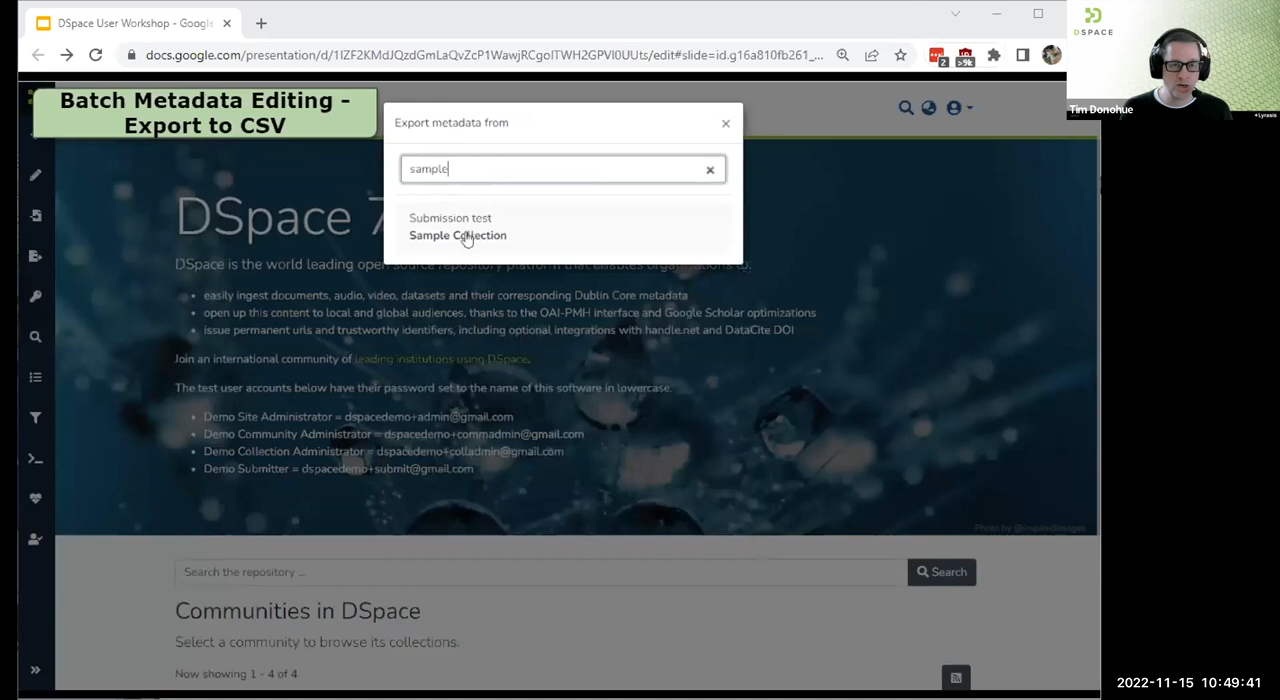 DSpace User Workshop - Google
docs.google.com/presentation/d/1IZF2KMdJQzdGmLaQvZcP1WawjRCgoITWH2GPVI0UUts/edit#slide=id.g16a810fb261_...
2
>9k
DSPACE
Tim Donohue
Lyrasis
Batch Metadata Editing -
Export to CSV
Export metadata from
sample
Submission test
Sample Collection
DSpace 7
DSpace is the world leading open source repository platform that enables organisations to:
easily ingest documents, audio, video, datasets and their corresponding Dublin Core metadata
open up this content to local and global audiences, thanks to the OAI-PMH interface and Google Scholar optimizations
issue permanent urls and trustworthy identifiers, including optional integrations with handle.net and DataCite DOI
Join an international community of leading institutions using DSpace.
The test user accounts below have their password set to the name of this software in lowercase.
Demo Site Administrator = dspacedemo+admin@gmail.com
Demo Community Administrator = dspacedemo+commadmin@gmail.com
Demo Collection Administrator = dspacedemo+colladmin@gmail.com
Demo Submitter = dspacedemo+submit@gmail.com
Photo by @inspiredimages
Search the repository ...
Search
Communities in DSpace
Select a community to browse its collections.
Now showing 1 - 4 of 4
2022-11-15 10:49:41